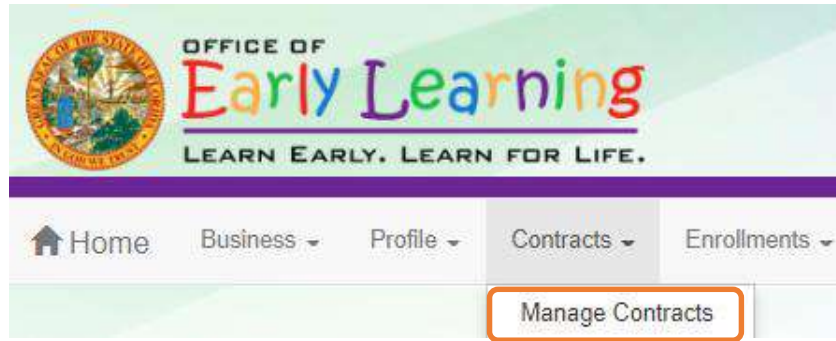 OFFICE OF
Early Learning
LEARN EARLY. LEARN FOR LIFE.
Home Business Profile Contracts Enrollments
Manage Contracts